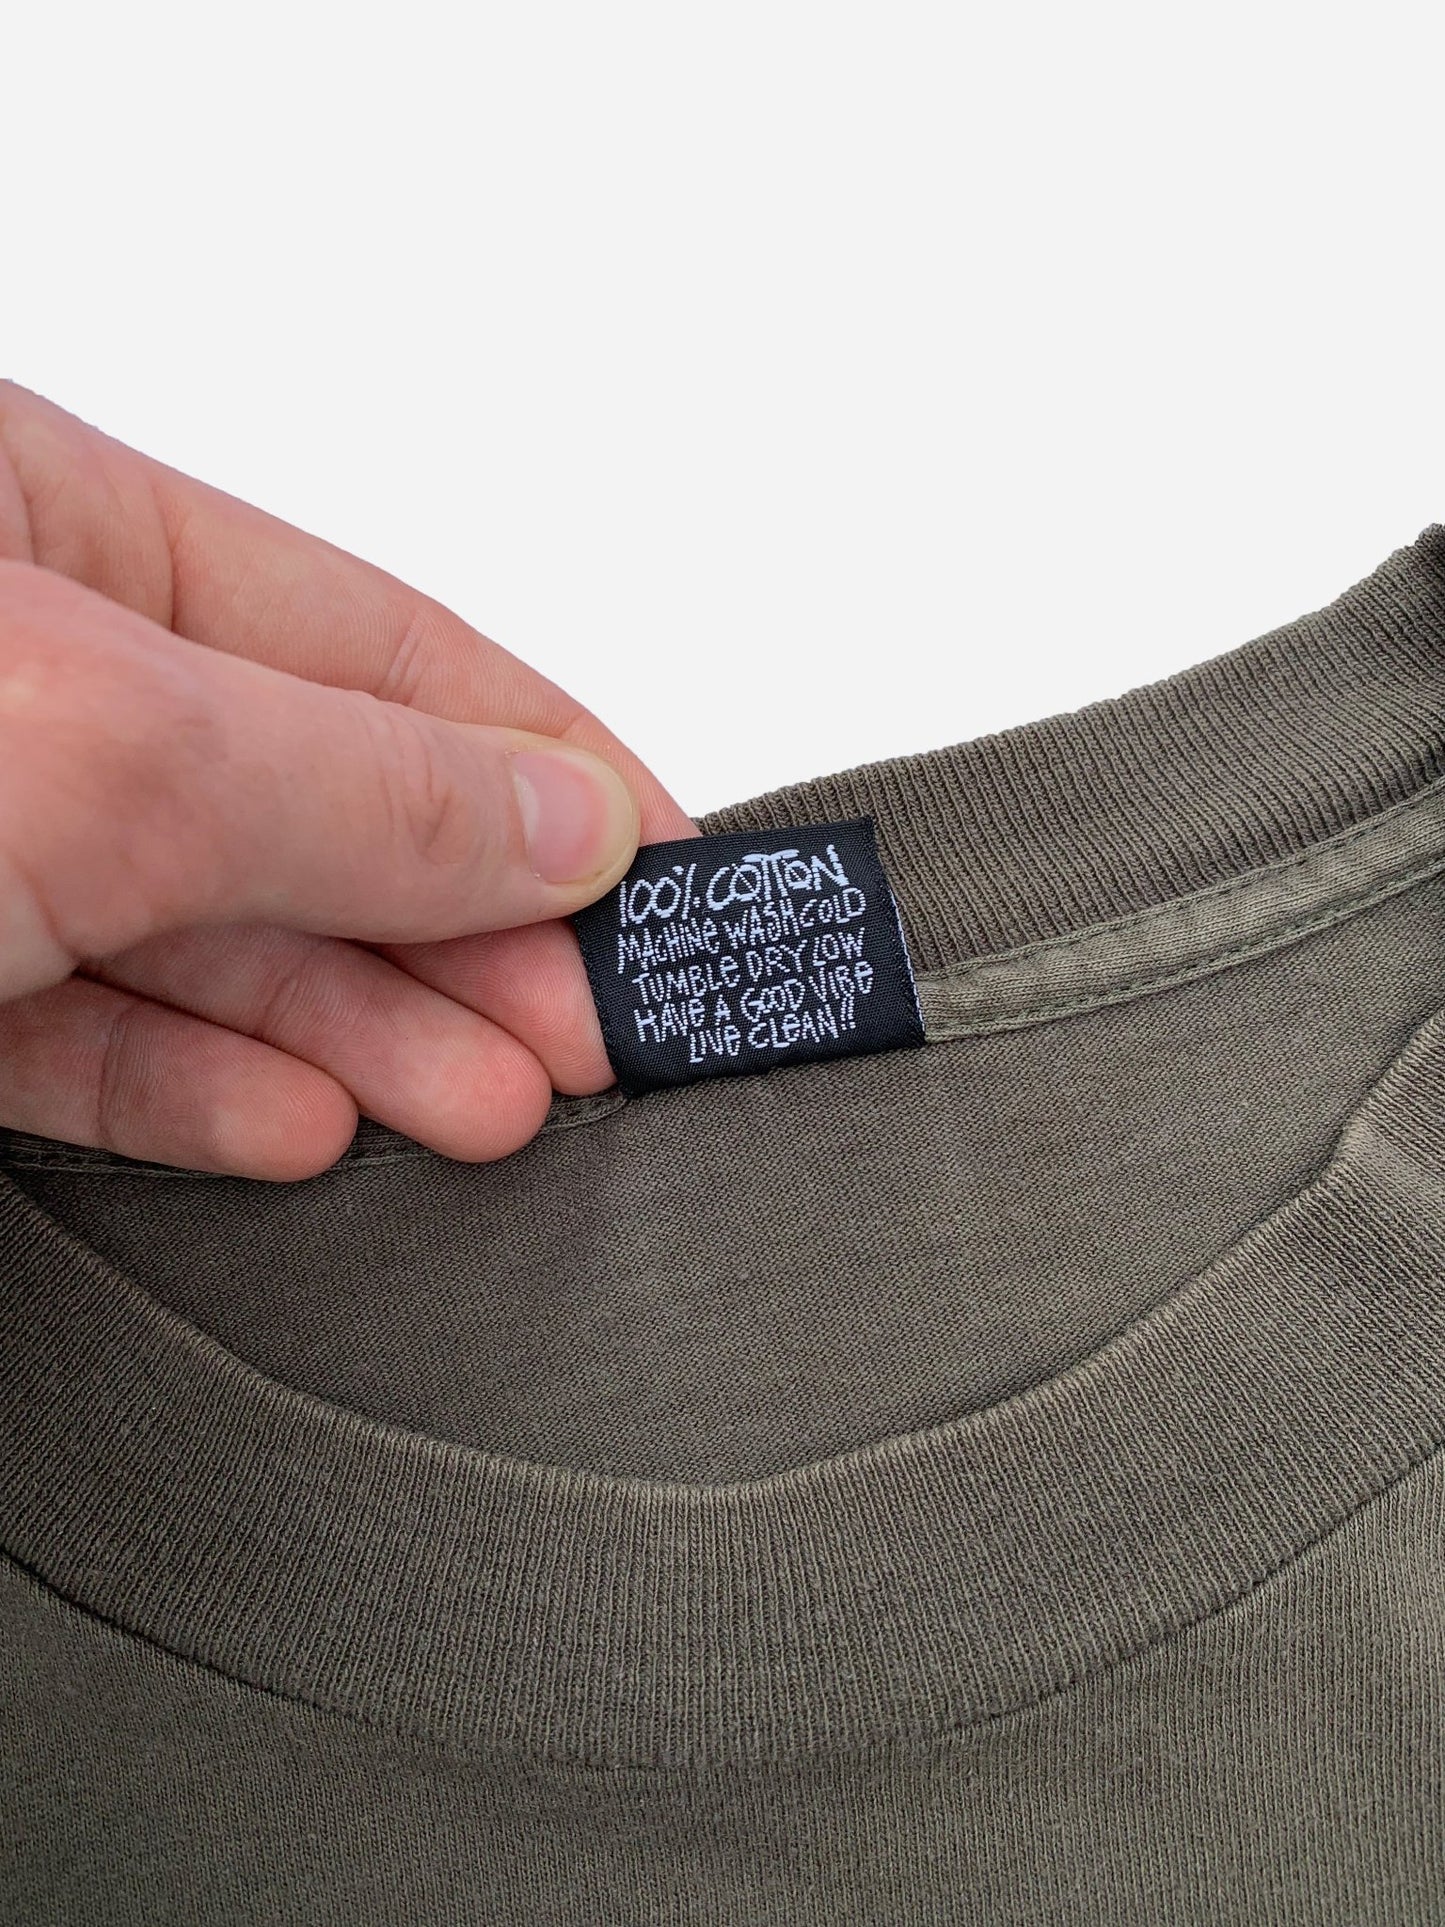 100% COTTON
MACHINE WASH COLD
TUMBLE DRY LOW
HAVE A GOOD VIBE
LIVE CLEAN!!